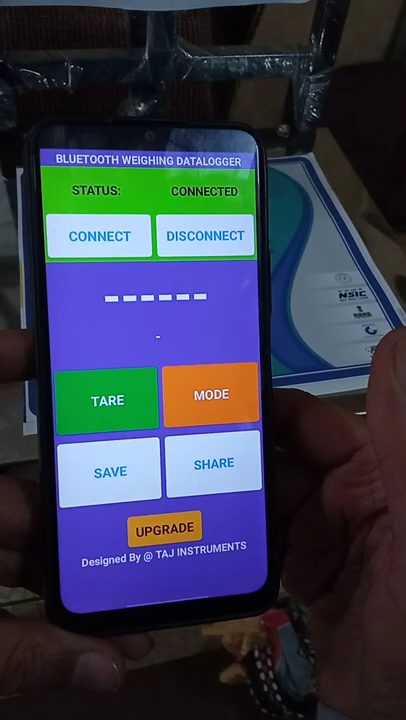 BLUETOOTH WEIGHING DATALOGGER
STATUS: CONNECTED
CONNECT DISCONNECT
------
-
TARE MODE
SAVE SHARE
UPGRADE
Designed By @ TAJ INSTRUMENTS
NSIC